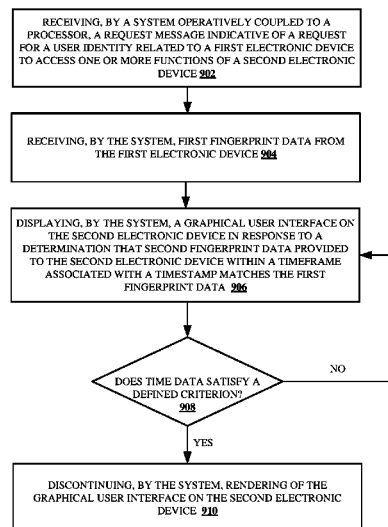 RECEIVING, BY A SYSTEM OPERATIVELY COUPLED TO A
PROCESSOR, A REQUEST MESSAGE INDICATIVE OF A REQUEST
FOR A USER IDENTITY RELATED TO A FIRST ELECTRONIC DEVICE
TO ACCESS ONE OR MORE FUNCTIONS OF A SECOND ELECTRONIC
DEVICE 902
RECEIVING, BY THE SYSTEM, FIRST FINGERPRINT DATA FROM
THE FIRST ELECTRONIC DEVICE 904
DISPLAYING, BY THE SYSTEM, A GRAPHICAL USER INTERFACE ON
THE SECOND ELECTRONIC DEVICE IN RESPONSE TO A
DETERMINATION THAT SECOND FINGERPRINT DATA PROVIDED
TO THE SECOND ELECTRONIC DEVICE WITHIN A TIMEFRAME
ASSOCIATED WITH A TIMESTAMP MATCHES THE FIRST
FINGERPRINT DATA 906
DOES TIME DATA SATISFY A
DEFINED CRITERION?
908
NO
YES
DISCONTINUING, BY THE SYSTEM, RENDERING OF THE
GRAPHICAL USER INTERFACE ON THE SECOND ELECTRONIC
DEVICE 910